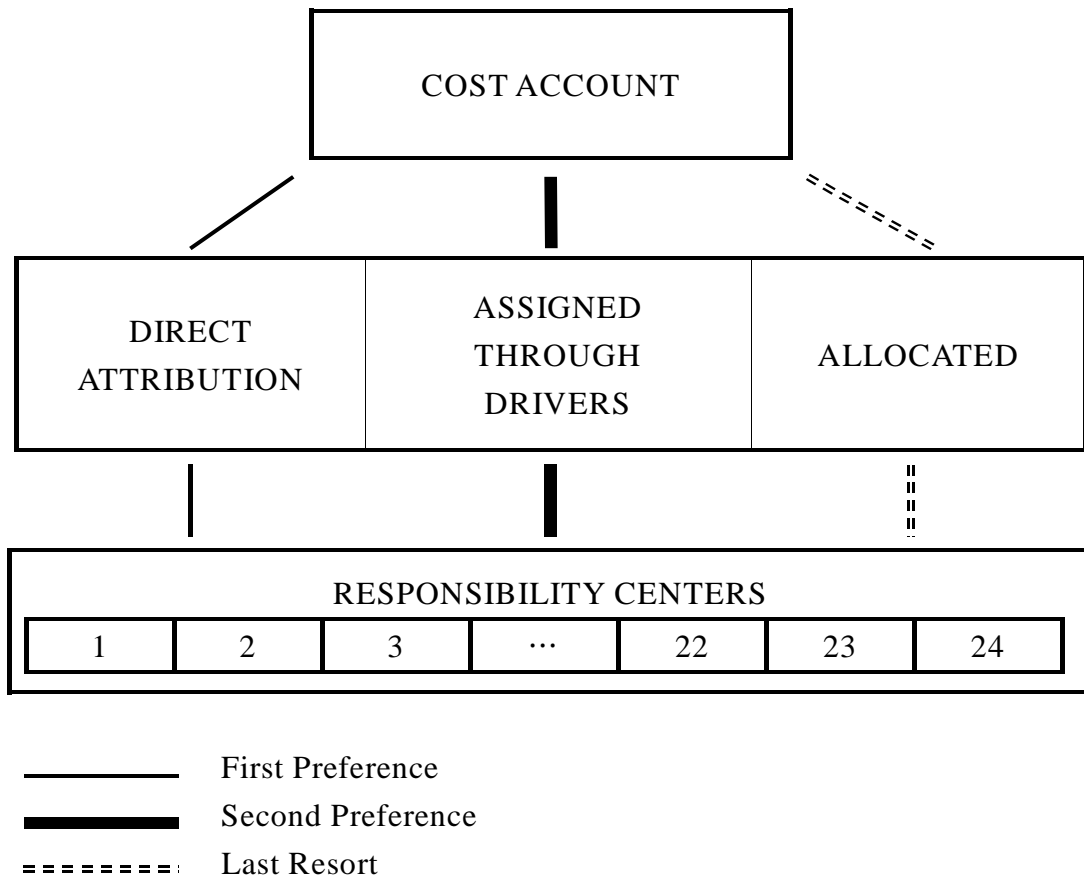 COST ACCOUNT
DIRECT
ATTRIBUTION
ASSIGNED
THROUGH
DRIVERS
ALLOCATED
RESPONSIBILITY CENTERS
1 2 3 ... 22 23 24
First Preference
Second Preference
Last Resort